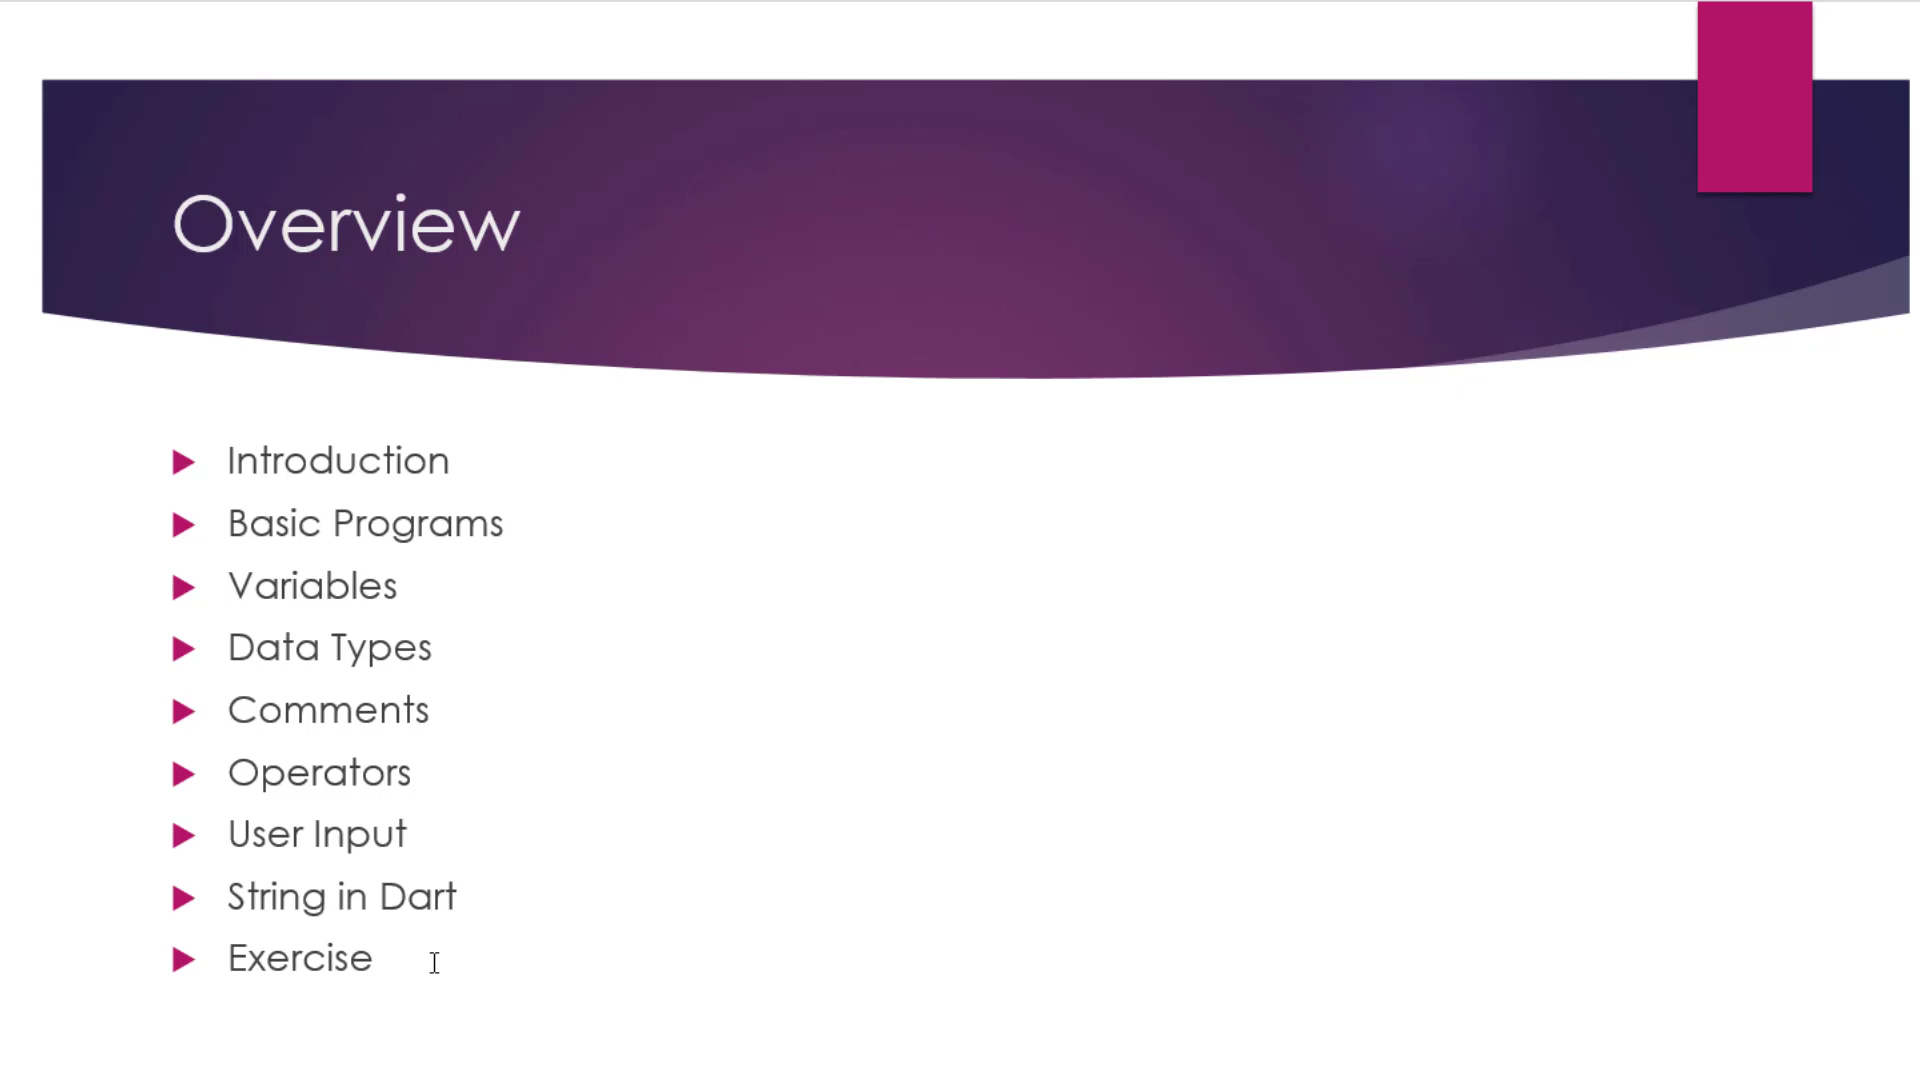 Overview
Introduction
Basic Programs
Variables
Data Types
Comments
Operators
User Input
String in Dart
Exercise